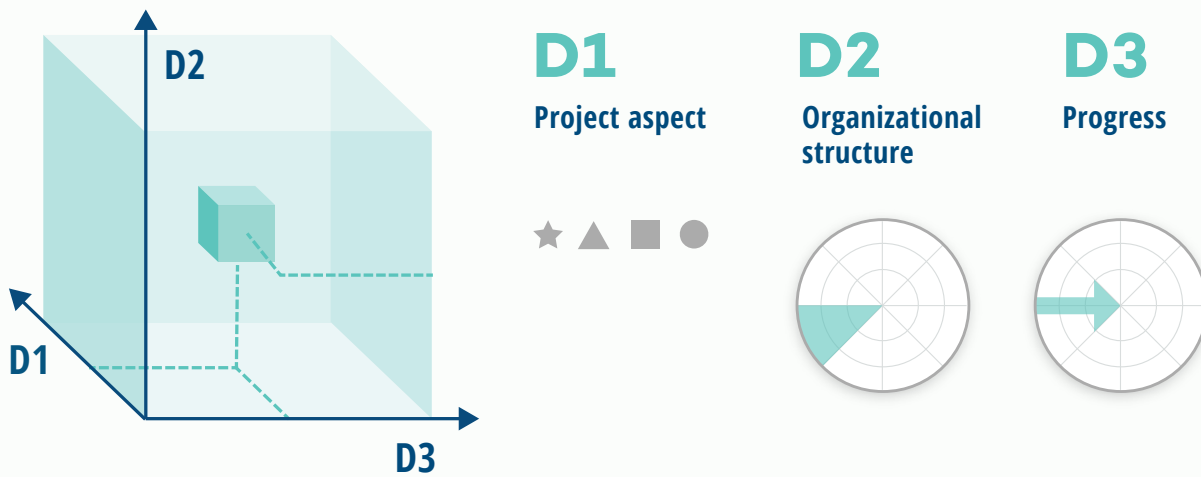 D2
D1
D3
D1
Project aspect
D2
Organizational
structure
D3
Progress